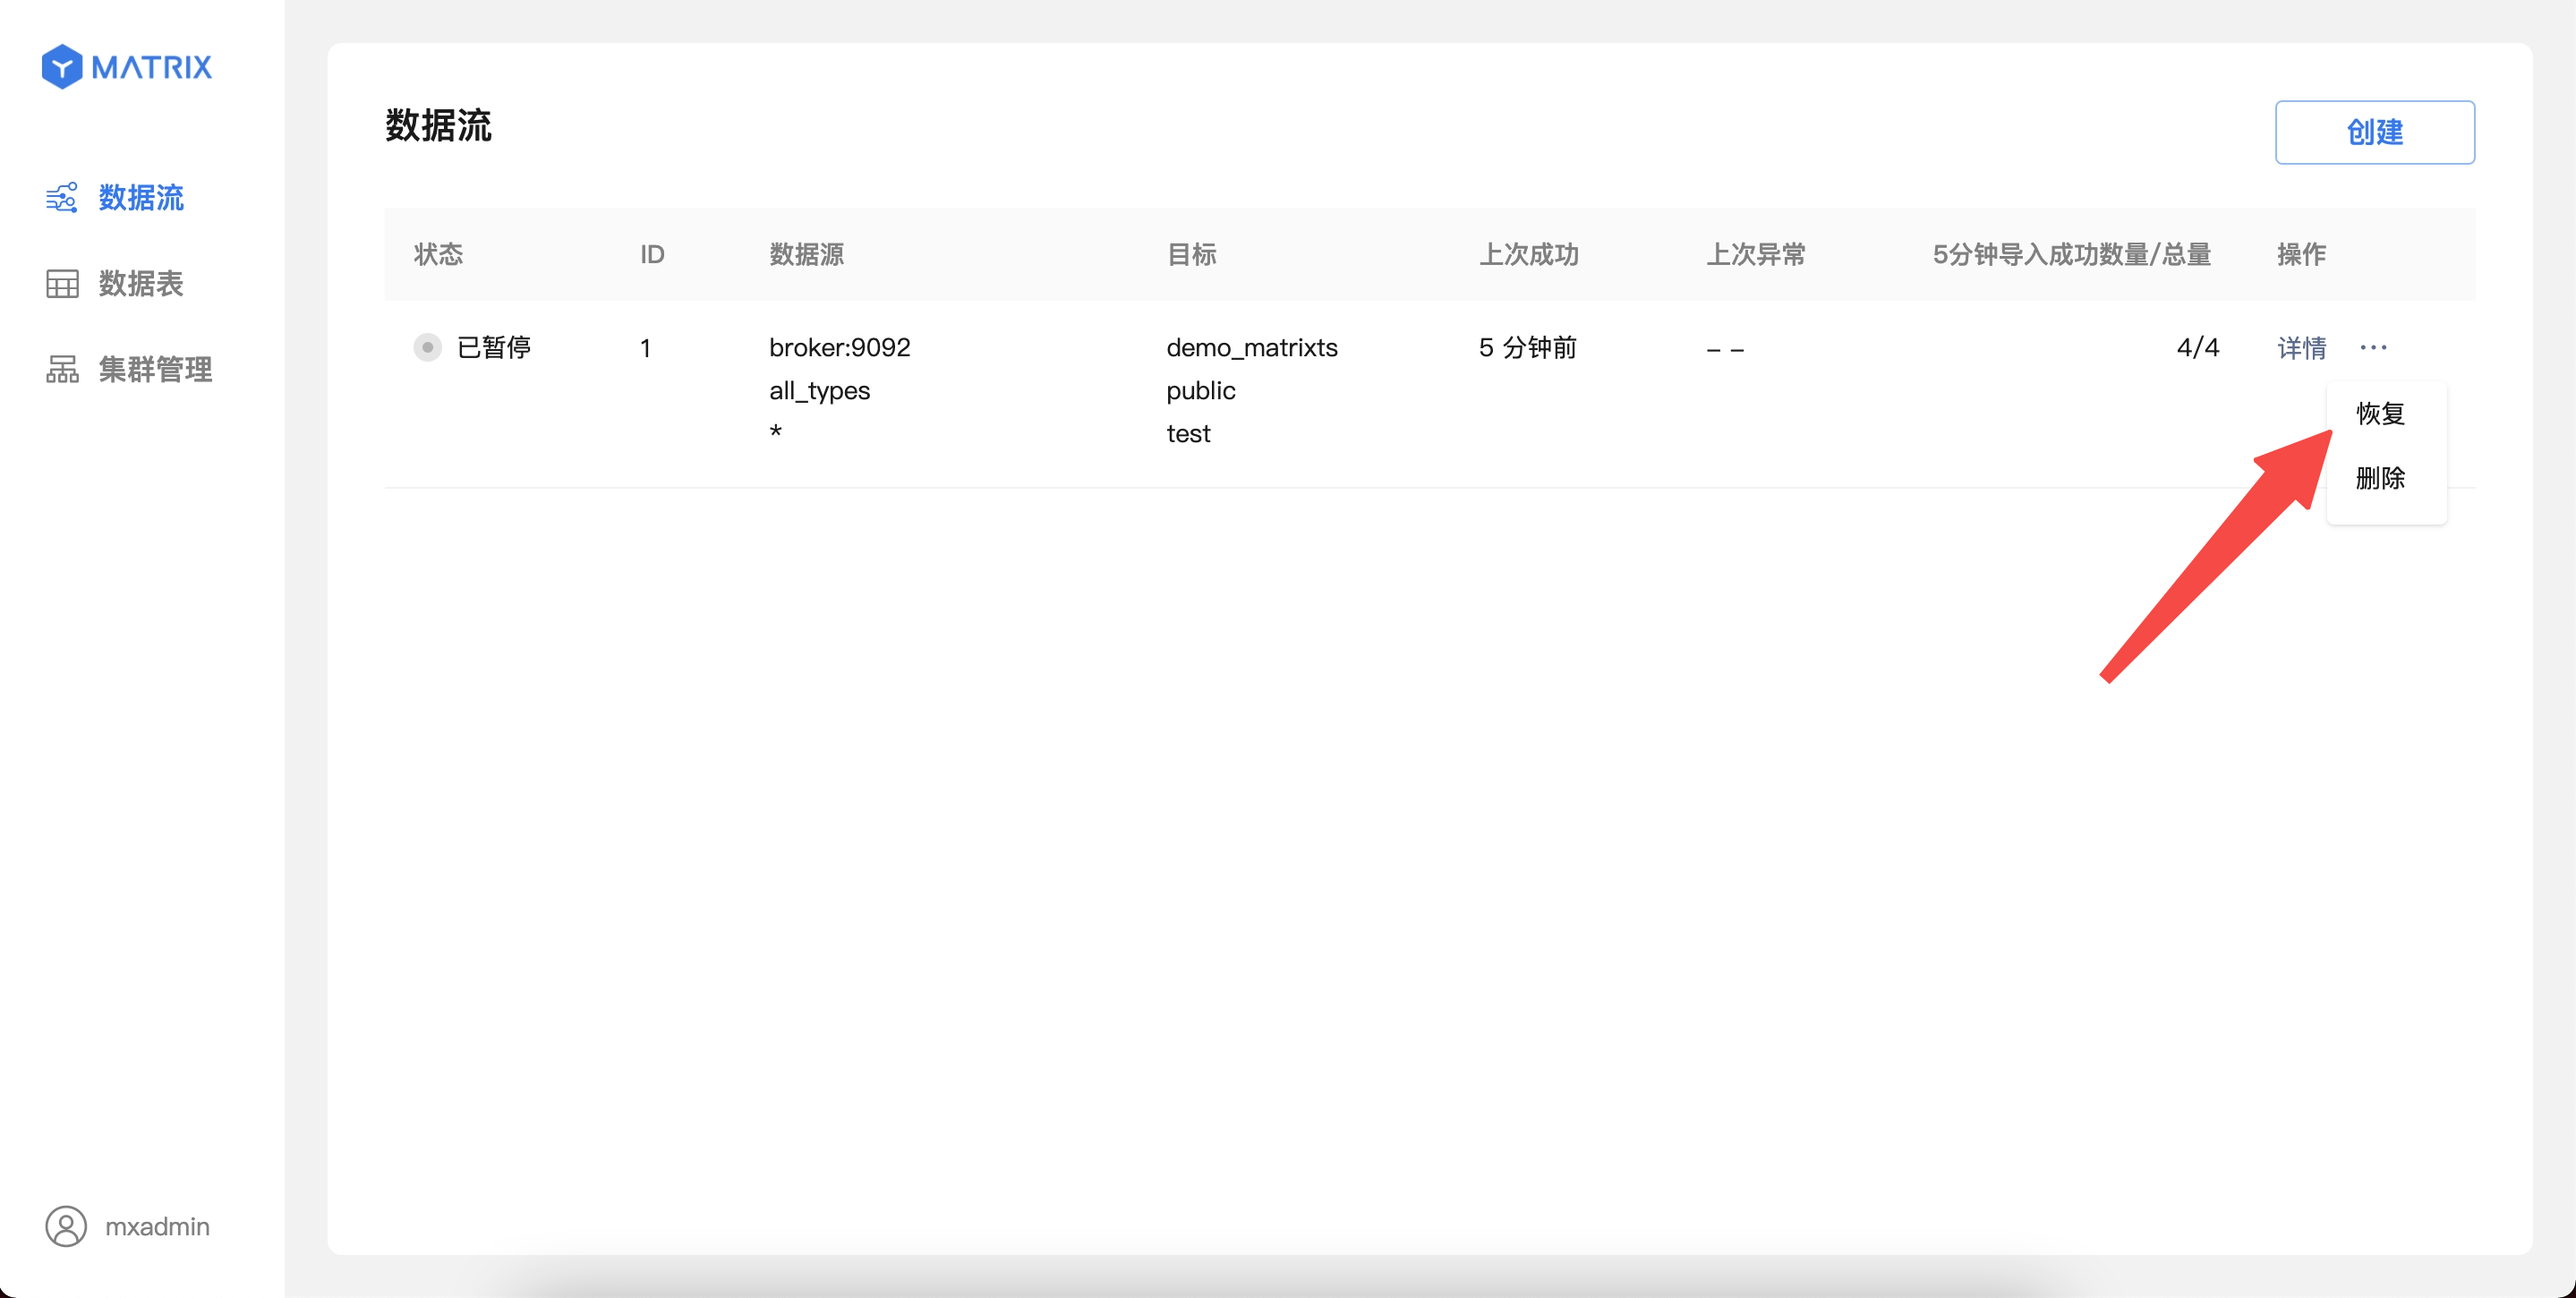 MATRIX
数据流
数据表
集群管理
mxadmin
数据流
创建
状态 ID 数据源 目标 上次成功 上次异常 5分钟导入成功数量/总量 操作
已暂停 1 broker:9092 demo_matrixts 5 分钟前 – – 4/4 详情 ···
all_types public
* test
恢复
删除